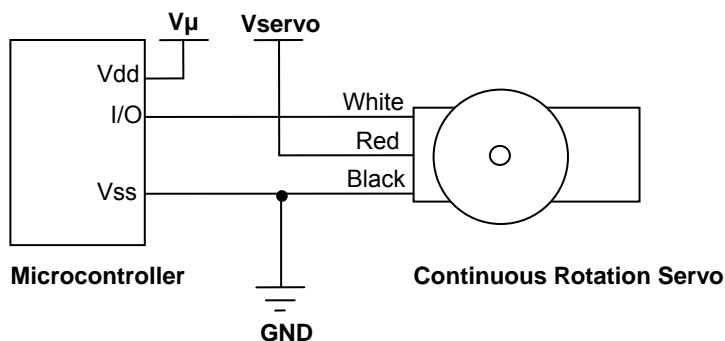 Vμ
Vservo
Vdd
I/O
White
Red
Vss
Black
Microcontroller
Continuous Rotation Servo
GND